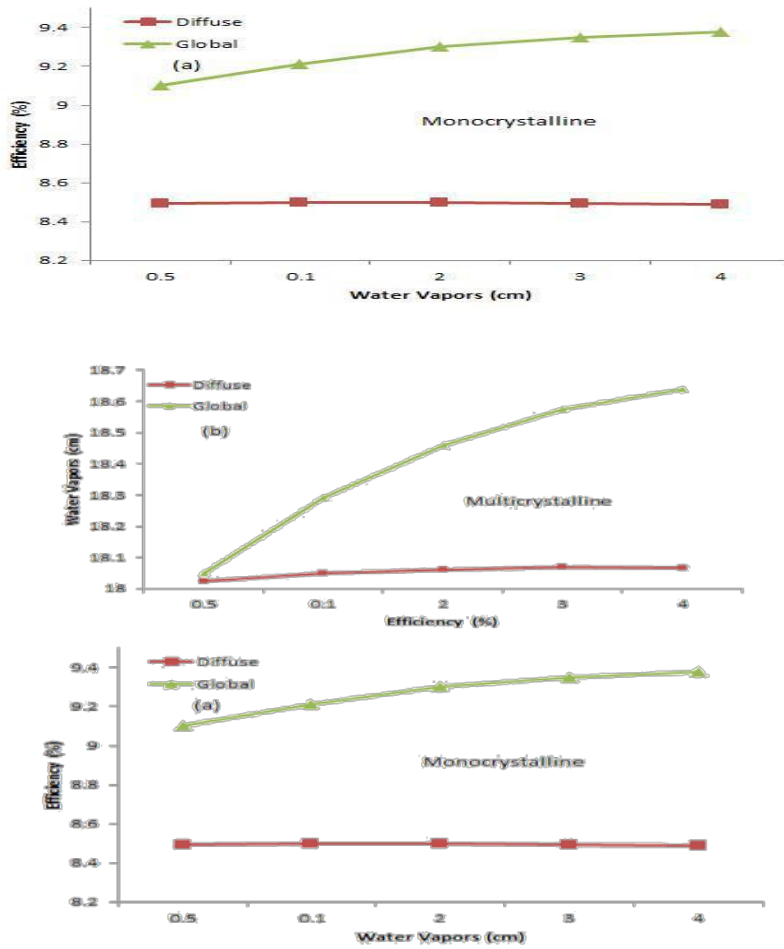 Diffuse
9.4
Global
9.2
(a)
9
Efficiency (%)
Monocrystalline
8.8
8.6
8.4
8.2
0.5 0.1 2 3 4
Water Vapors (cm)
18.7
Diffuse
18.6
Global
(b)
18.5
Water Vapors (cm)
18.4
18.3
Multicrystalline
18.2
18.1
18
0.5 0.1 2 3 4
Efficiency (%)
Diffuse
9.4
Global
9.2
(a)
9
Efficiency (%)
Monocrystalline
8.8
8.6
8.4
8.2
0.5 0.1 2 3 4
Water Vapors (cm)